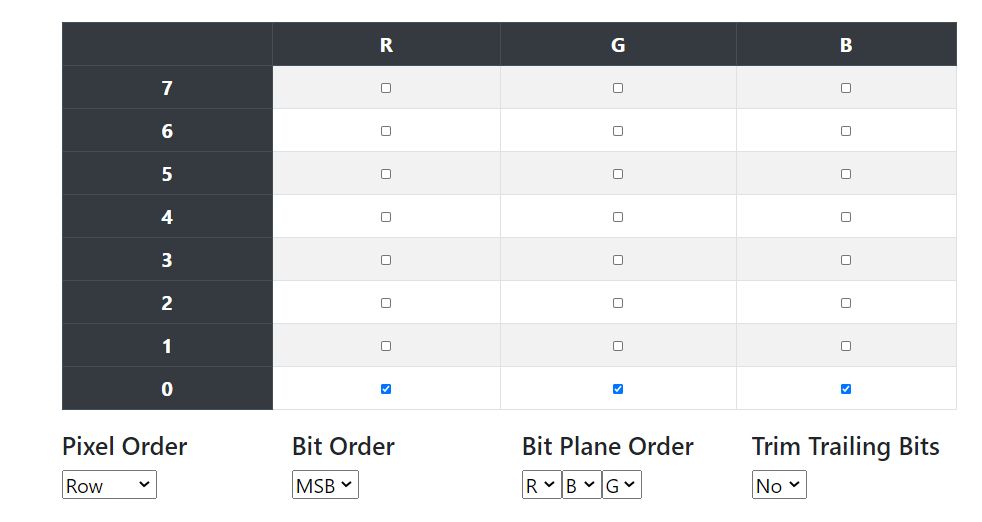 R G B
7
6
5
4
3
2
1
0
Pixel Order Bit Order Bit Plane Order Trim Trailing Bits
Row MSB R B G No